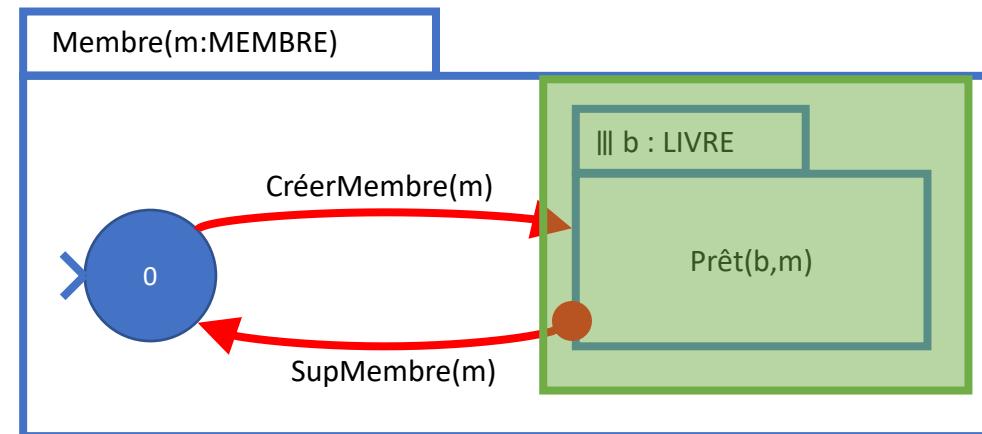 Membre(m:MEMBRE)
||| b : LIVRE
CréerMembre(m)
0
Prêt(b,m)
SupMembre(m)